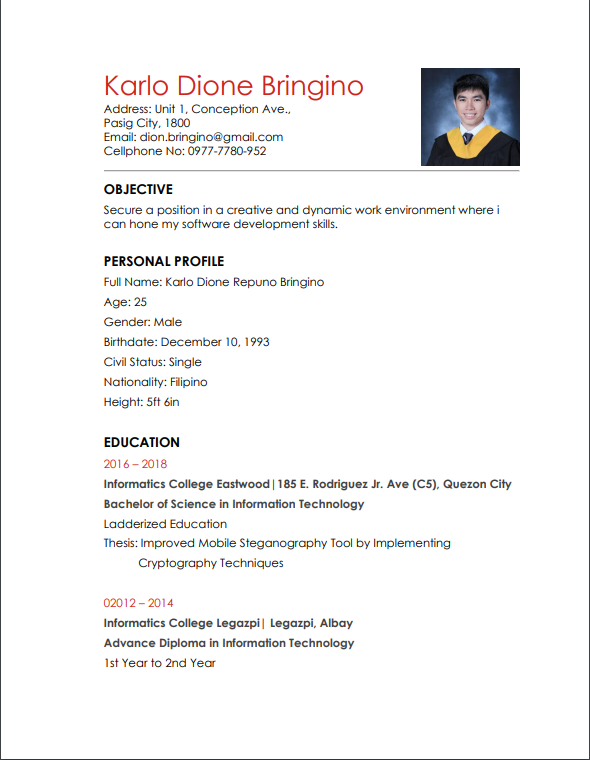 Karlo Dione Bringino
Address: Unit 1, Conception Ave.,
Pasig City, 1800
Email: dion.bringino@gmail.com
Cellphone No: 0977-7780-952
OBJECTIVE
Secure a position in a creative and dynamic work environment where i
can hone my software development skills.
PERSONAL PROFILE
Full Name: Karlo Dione Repuno Bringino
Age: 25
Gender: Male
Birthdate: December 10, 1993
Civil Status: Single
Nationality: Filipino
Height: 5ft 6in
EDUCATION
2016 – 2018
Informatics College Eastwood|185 E. Rodriguez Jr. Ave (C5), Quezon City
Bachelor of Science in Information Technology
Ladderized Education
Thesis: Improved Mobile Steganography Tool by Implementing
Cryptography Techniques
02012 – 2014
Informatics College Legazpi| Legazpi, Albay
Advance Diploma in Information Technology
1st Year to 2nd Year